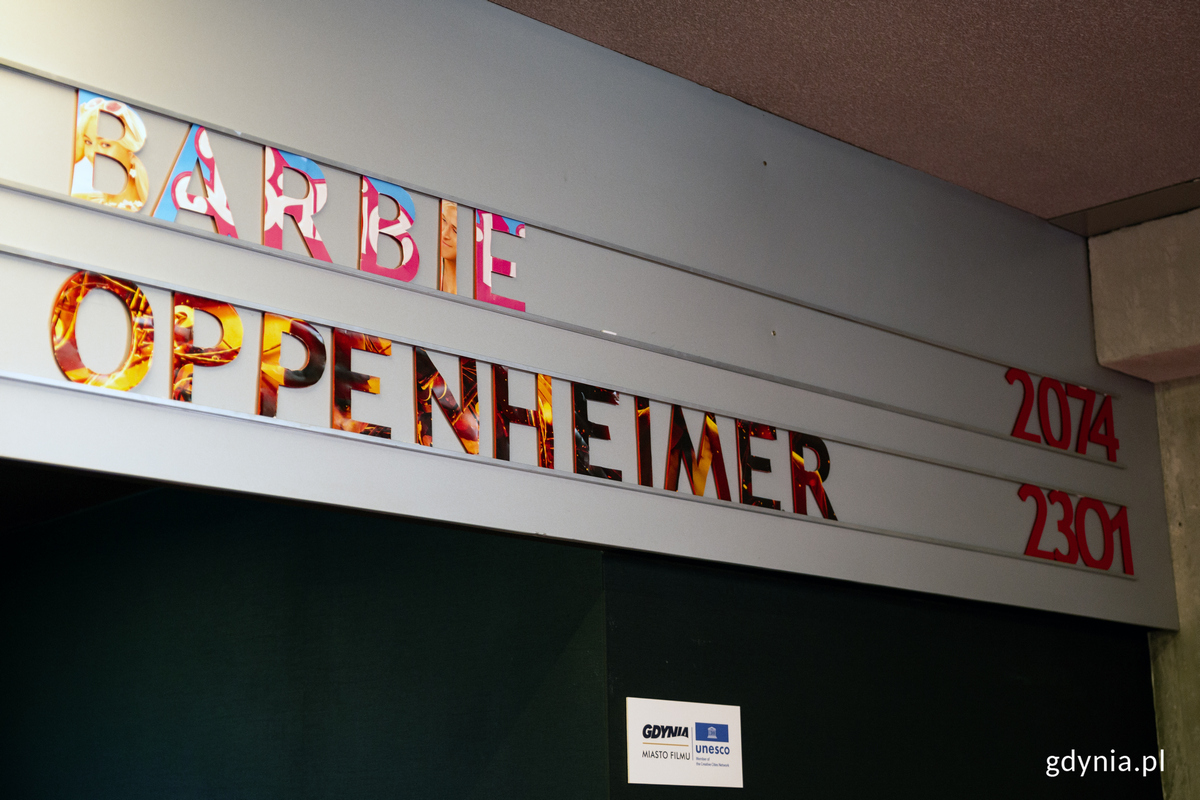 BARBIE 2074
OPPENHEIMER 2301
GDYNIA
MIASTO FILMU
unesco
gdynia.pl